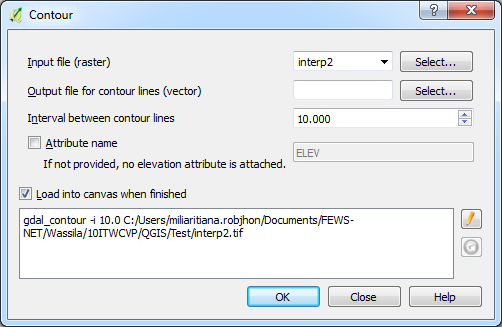 Contour
Input file (raster)
interp2
Select...
Output file for contour lines (vector)
Select...
Interval between contour lines
10.000
Attribute name
If not provided, no elevation attribute is attached.
ELEV
Load into canvas when finished
gdal_contour -i 10.0 C:/Users/miliaritiana.robjhon/Documents/FEWS-
NET/Wassila/10ITWCVP/QGIS/Test/interp2.tif
OK
Close
Help